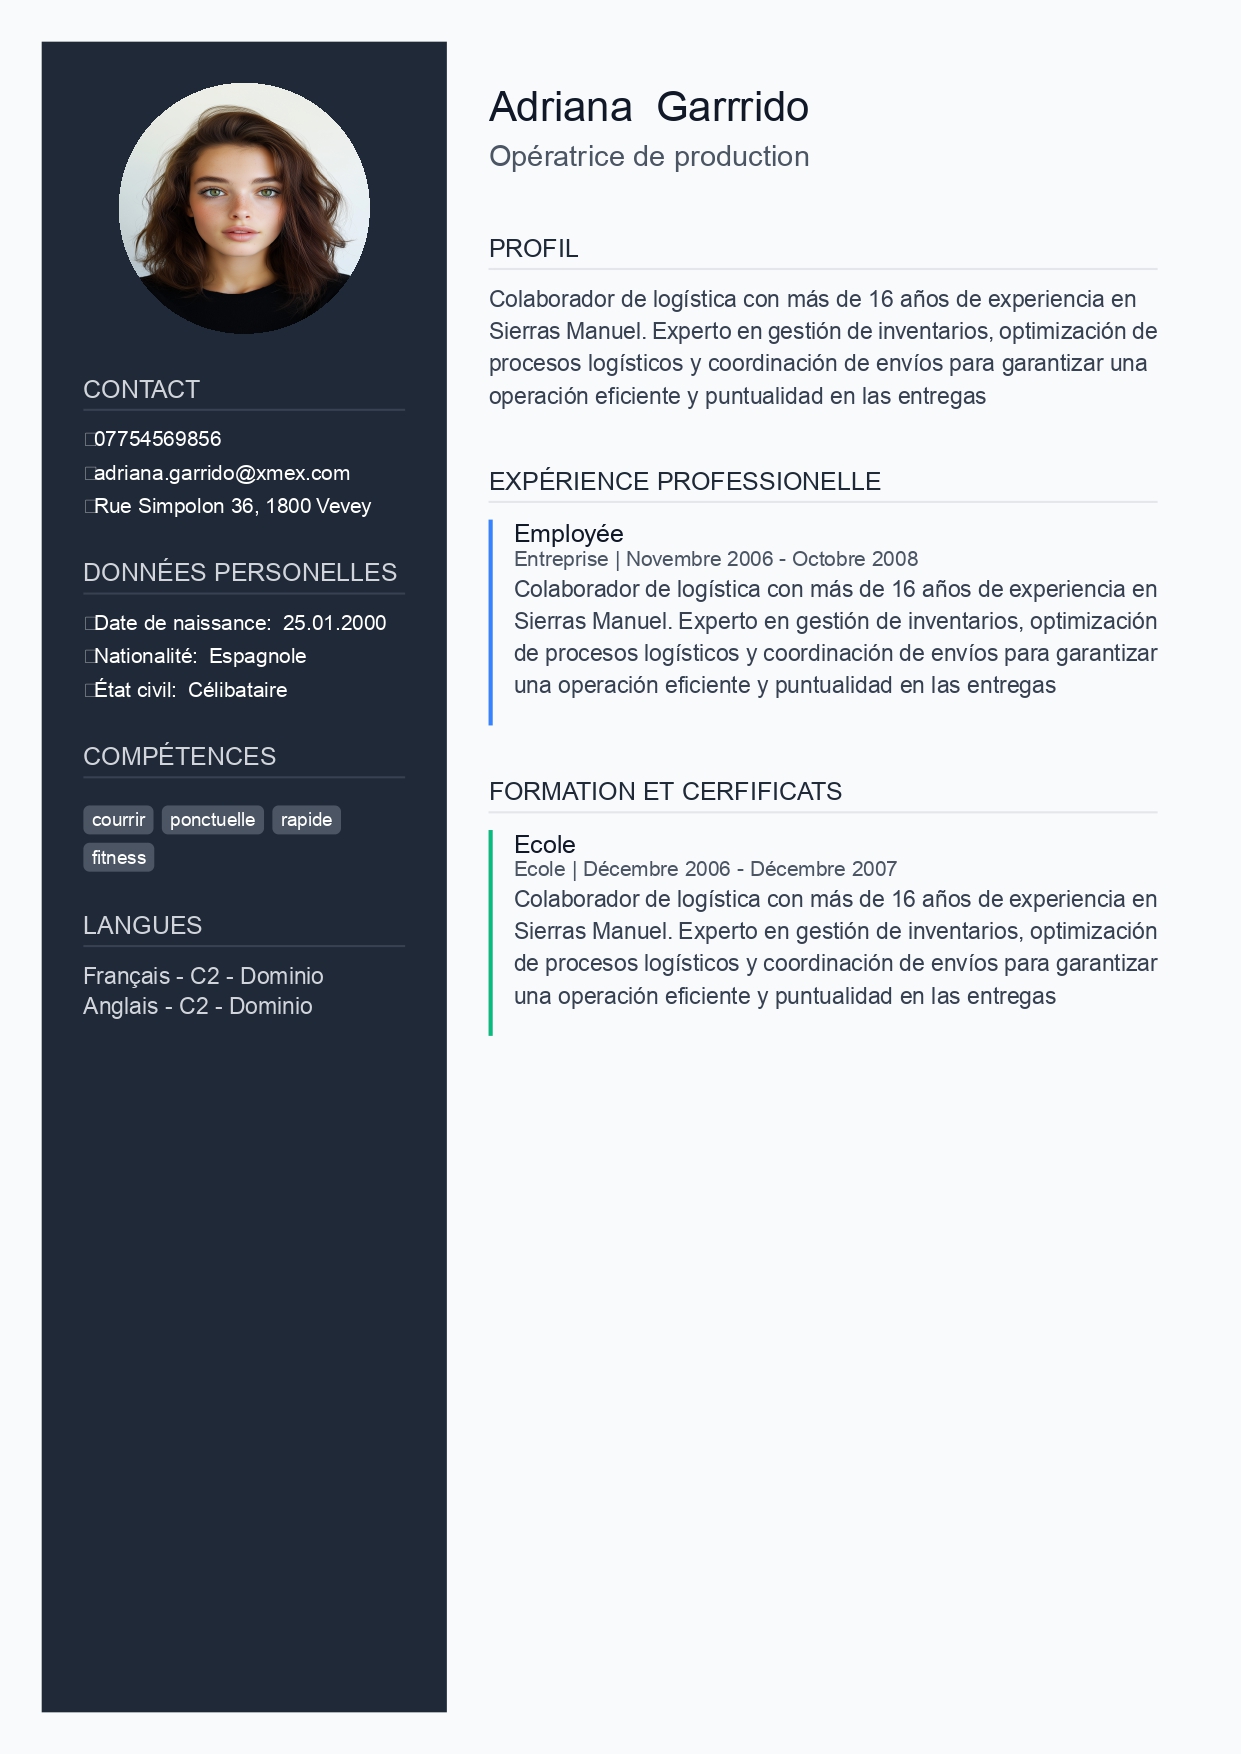 Adriana  Garrrido
Opératrice de production
CONTACT
07754569856
adriana.garrido@xmex.com
Rue Simpolon 36, 1800 Vevey
DONNÉES PERSONELLES
Date de naissance:  25.01.2000
Nationalité:  Espagnole
État civil:  Célibataire
COMPÉTENCES
courrir ponctuelle rapide
fitness
LANGUES
Français - C2 - Dominio
Anglais - C2 - Dominio
PROFIL
Colaborador de logística con más de 16 años de experiencia en
Sierras Manuel. Experto en gestión de inventarios, optimización de
procesos logísticos y coordinación de envíos para garantizar una
operación eficiente y puntualidad en las entregas
EXPÉRIENCE PROFESSIONELLE
Employée
Entreprise | Novembre 2006 - Octobre 2008
Colaborador de logística con más de 16 años de experiencia en
Sierras Manuel. Experto en gestión de inventarios, optimización
de procesos logísticos y coordinación de envíos para garantizar
una operación eficiente y puntualidad en las entregas
FORMATION ET CERFIFICATS
Ecole
Ecole | Décembre 2006 - Décembre 2007
Colaborador de logística con más de 16 años de experiencia en
Sierras Manuel. Experto en gestión de inventarios, optimización
de procesos logísticos y coordinación de envíos para garantizar
una operación eficiente y puntualidad en las entregas